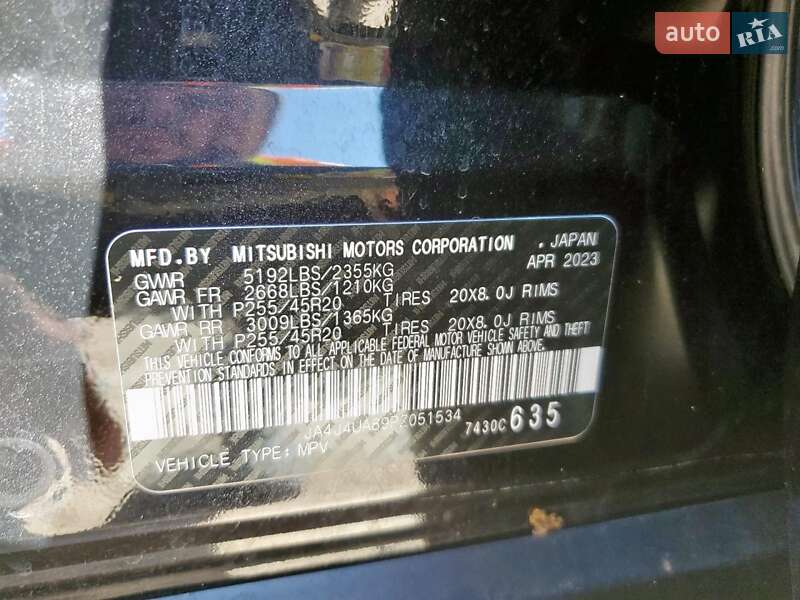 auto RIA.com
MFD.BY MITSUBISHI MOTORS CORPORATION . JAPAN
GVWR 5192LBS/2355KG APR 2023
GAWR FR 2668LBS/1210KG
WITH P255/45R20 TIRES 20X8.0J RIMS
GAWR RR 3009LBS/1365KG
WITH P255/45R20 TIRES 20X8.0J RIMS
THIS VEHICLE CONFORMS TO ALL APPLICABLE FEDERAL MOTOR VEHICLE SAFETY AND THEFT
PREVENTION STANDARDS IN EFFECT ON THE DATE OF MANUFACTURE SHOWN ABOVE.
JA4J4UA89PZ051534 7430C635
VEHICLE TYPE: MPV